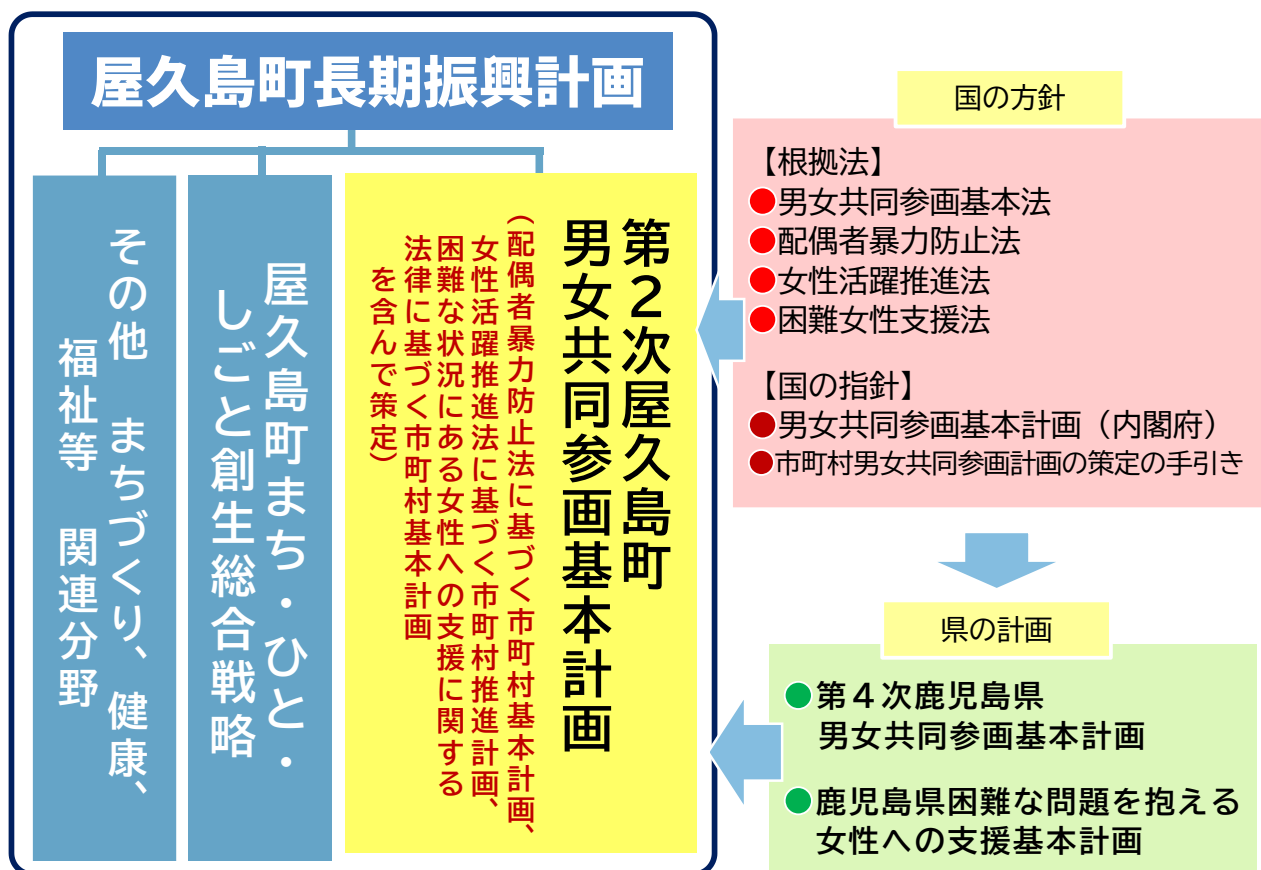 屋久島町長期振興計画
第２次屋久島町
男女共同参画基本計画
（配偶者暴力防止法に基づく市町村基本計画、
女性活躍推進法に基づく市町村推進計画、
困難な状況にある女性への支援に関する
法律に基づく市町村基本計画
を含んで策定）
屋久島町まち・ひと・
しごと創生総合戦略
その他　まちづくり、健康、
福祉等　関連分野
国の方針
【根拠法】
●男女共同参画基本法
●配偶者暴力防止法
●女性活躍推進法
●困難女性支援法
【国の指針】
●男女共同参画基本計画（内閣府）
●市町村男女共同参画計画の策定の手引き
県の計画
●第４次鹿児島県
男女共同参画基本計画
●鹿児島県困難な問題を抱える
女性への支援基本計画